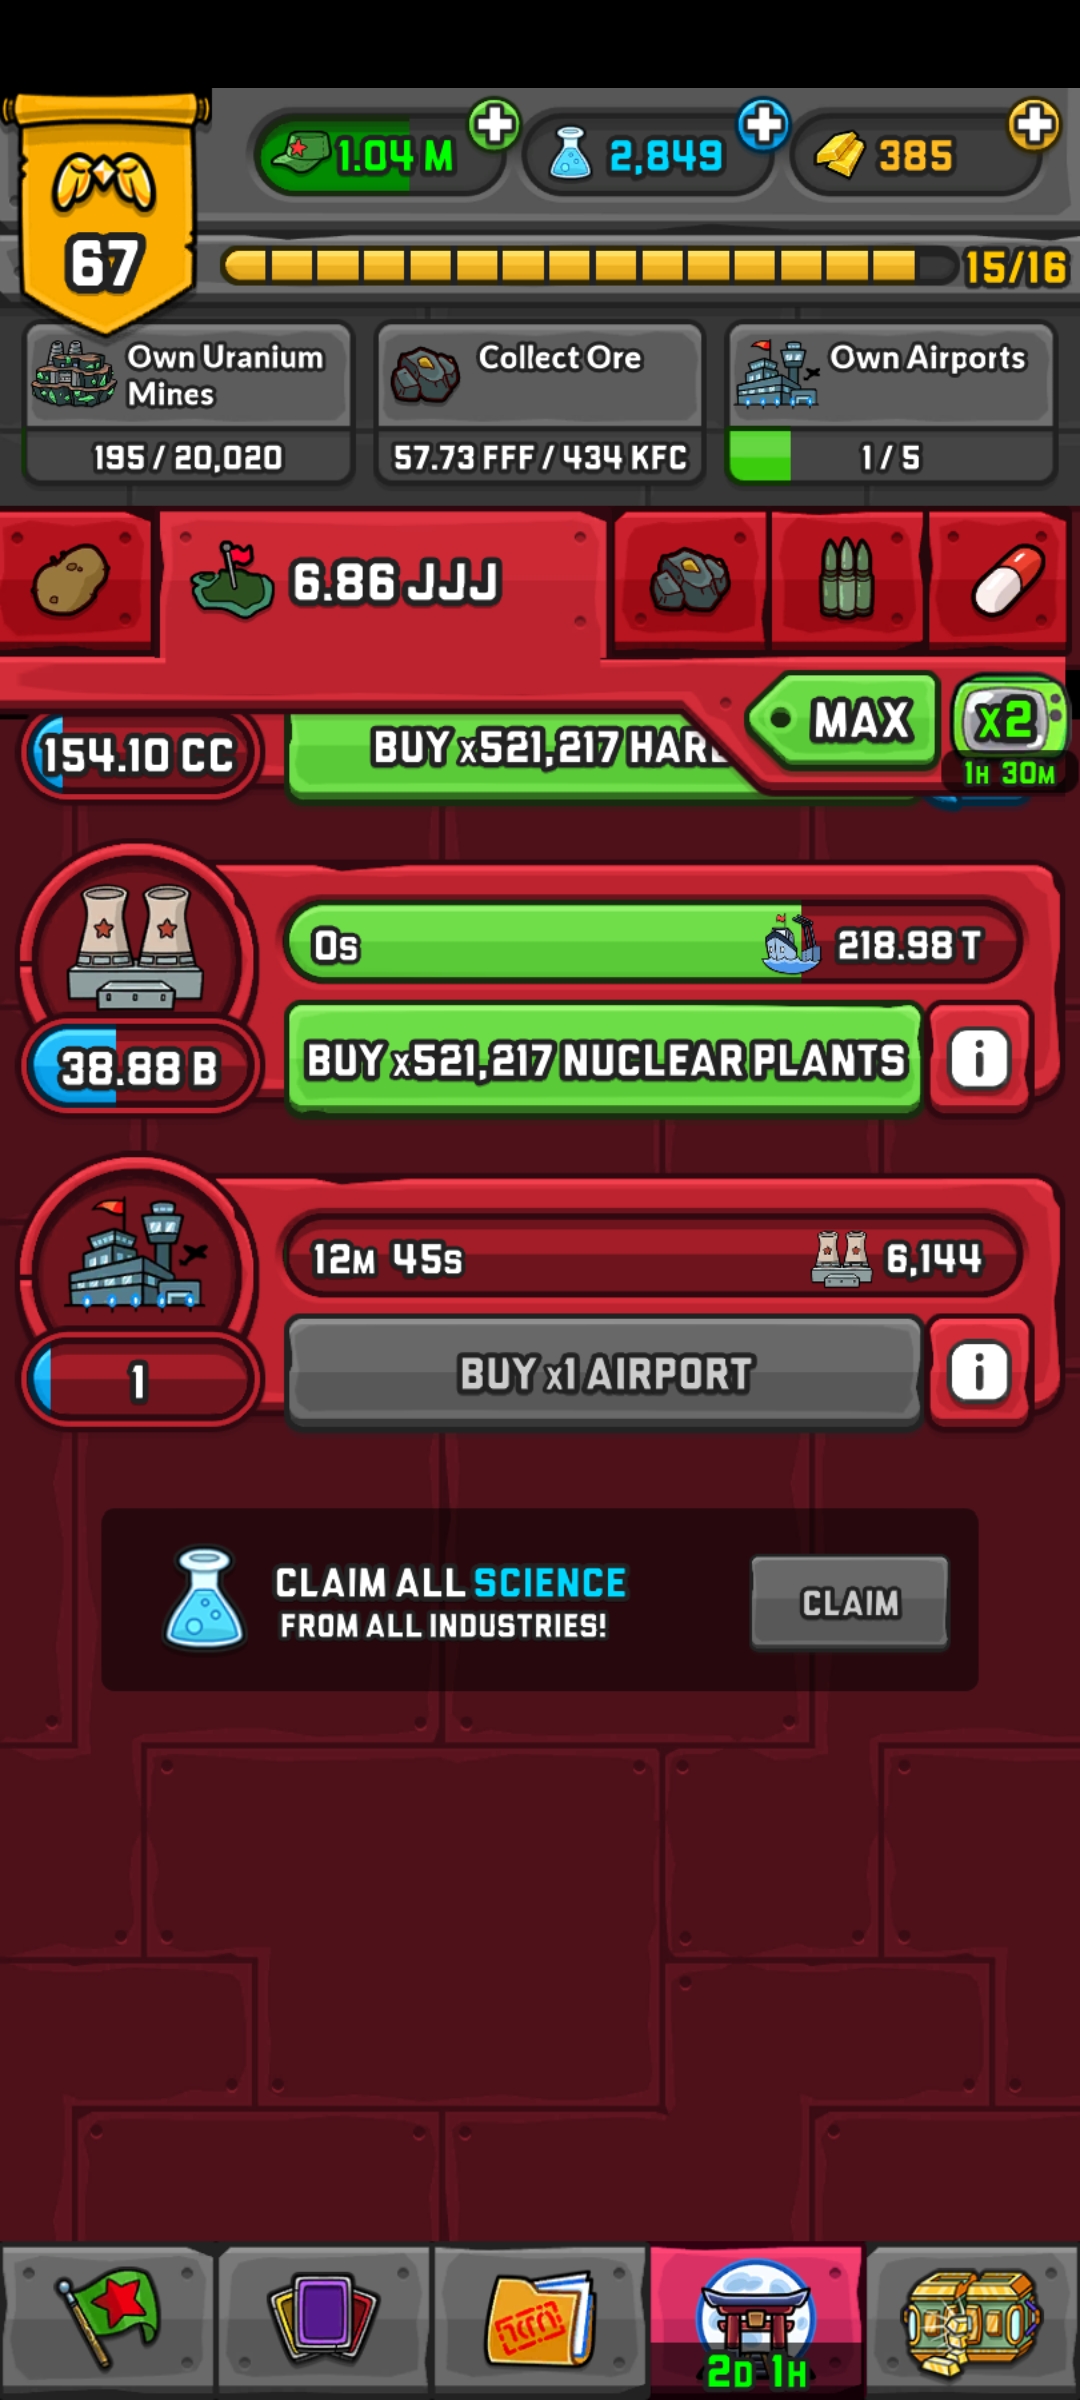 1.04 M
2,849
385
67
15/16
Own Uranium
Mines
195 / 20,020
Collect Ore
57.73 FFF / 434 KFC
Own Airports
1 / 5
6.86 JJJ
MAX
x2
1H 30M
154.10 CC
BUY x521,217 HAR
0s
218.98 T
38.88 B
BUY x521,217 NUCLEAR PLANTS
i
12M 45s
6,144
1
BUY x1 AIRPORT
i
CLAIM ALL SCIENCE
FROM ALL INDUSTRIES!
CLAIM
2D 1H